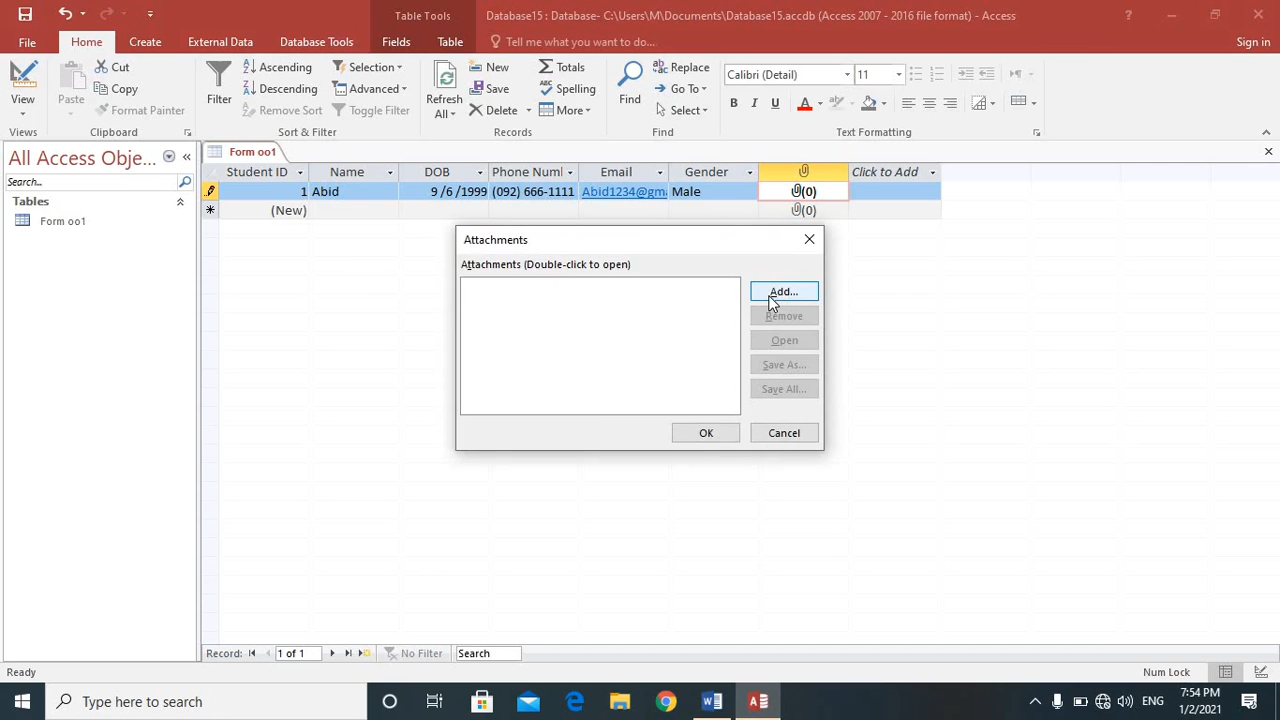 Table Tools
Database15 : Database- C:\Users\M\Documents\Database15.accdb (Access 2007 - 2016 file format) - Access
?
File
Home
Create
External Data
Database Tools
Fields
Table
Tell me what you want to do...
Sign in
View
Views
Paste
Cut
Copy
Format Painter
Clipboard
Filter
Ascending
Descending
Remove Sort
Selection
Advanced
Toggle Filter
Sort & Filter
Refresh
All
New
Save
Delete
Totals
Spelling
More
Records
Find
Replace
Go To
Select
Find
Calibri (Detail)
11
B I U A ab
Text Formatting
All Access Obje...
Search...
Tables
Form oo1
Form oo1
Student ID Name DOB Phone Numl Email Gender Click to Add
1 Abid 9 /6 /1999 (092) 666-1111 Abid1234@gm Male (0)
(New) (0)
Attachments
Attachments (Double-click to open)
Add...
Remove
Open
Save As...
Save All...
OK
Cancel
Record: 1 of 1 No Filter Search
Ready
Num Lock
Type here to search
ENG
7:54 PM
1/2/2021